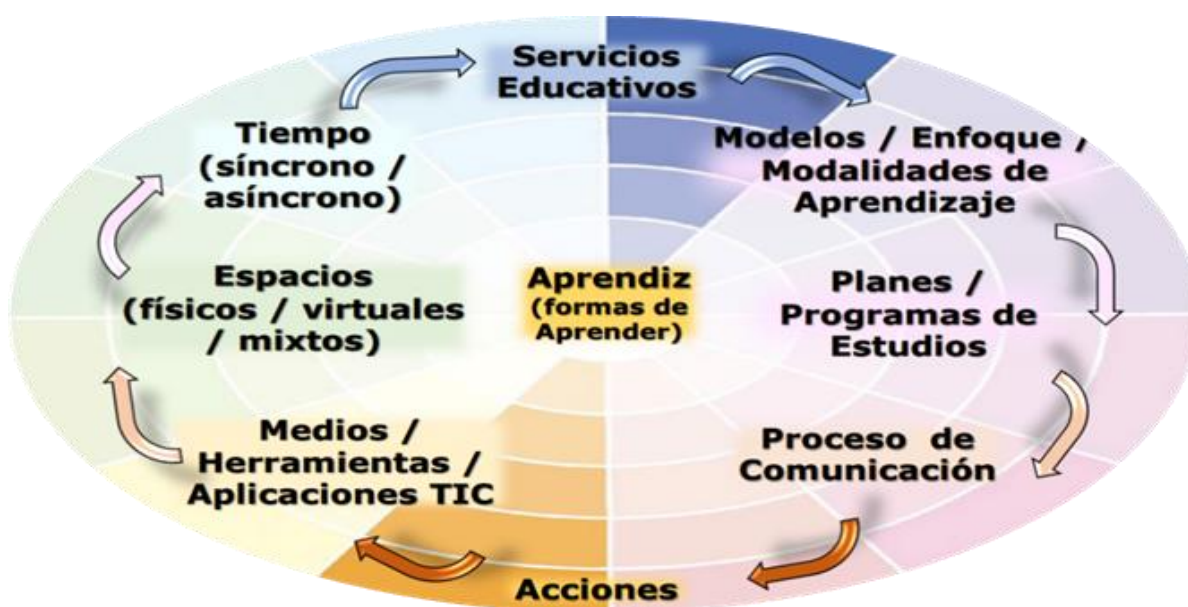 Servicios
Educativos
Modelos / Enfoque /
Modalidades de
Aprendizaje
Planes /
Programas de
Estudios
Proceso de
Comunicación
Acciones
Medios /
Herramientas /
Aplicaciones TIC
Espacios
(físicos / virtuales
/ mixtos)
Tiempo
(síncrono /
asíncrono)
Aprendiz
(formas de
Aprender)